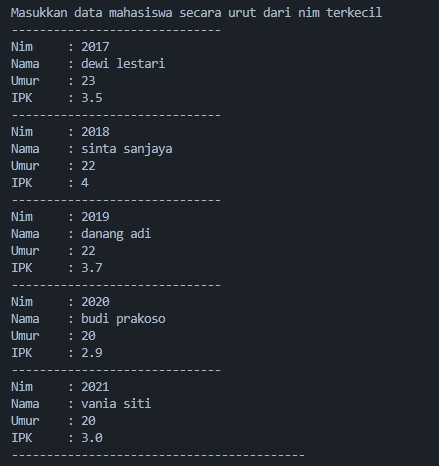 Masukkan data mahasiswa secara urut dari nim terkecil
------------------------------
Nim     : 2017
Nama    : dewi lestari
Umur    : 23
IPK     : 3.5
------------------------------
Nim     : 2018
Nama    : sinta sanjaya
Umur    : 22
IPK     : 4
------------------------------
Nim     : 2019
Nama    : danang adi
Umur    : 22
IPK     : 3.7
------------------------------
Nim     : 2020
Nama    : budi prakoso
Umur    : 20
IPK     : 2.9
------------------------------
Nim     : 2021
Nama    : vania siti
Umur    : 20
IPK     : 3.0
------------------------------------------